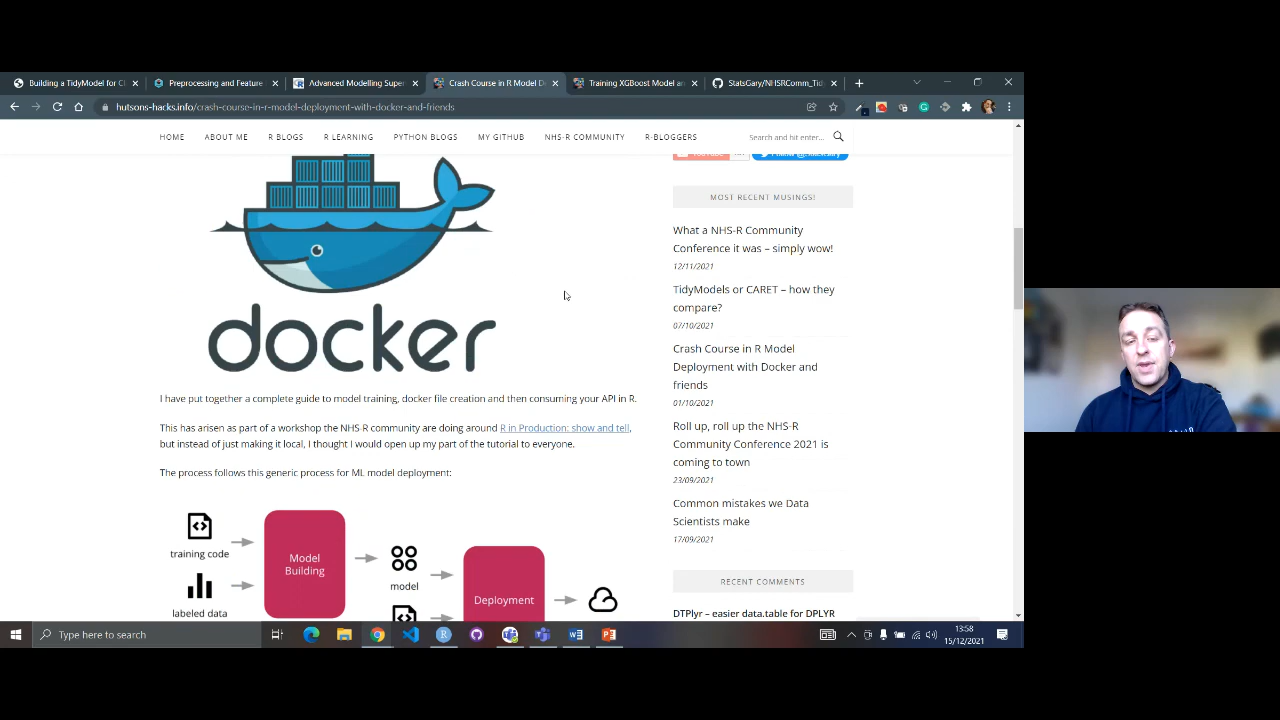 Building a TidyModel for Cl
Preprocessing and Feature
Advanced Modelling Super
Crash Course in R Model D
Training XGBoost Model an
StatsGary/NHSRComm_Tidy
hutsons-hacks.info/crash-course-in-r-model-deployment-with-docker-and-friends
HOME ABOUT ME R BLOGS R LEARNING PYTHON BLOGS MY GITHUB NHS-R COMMUNITY R-BLOGGERS Search and hit enter...
docker
I have put together a complete guide to model training, docker file creation and then consuming your API in R.
This has arisen as part of a workshop the NHS-R community are doing around R in Production: show and tell,
but instead of just making it local, I thought I would open up my part of the tutorial to everyone.
The process follows this generic process for ML model deployment:
training code
labeled data
Model
Building
model
Deployment
MOST RECENT MUSINGS!
What a NHS-R Community
Conference it was – simply wow!
12/11/2021
TidyModels or CARET – how they
compare?
07/10/2021
Crash Course in R Model
Deployment with Docker and
friends
01/10/2021
Roll up, roll up the NHS-R
Community Conference 2021 is
coming to town
23/09/2021
Common mistakes we Data
Scientists make
17/09/2021
RECENT COMMENTS
DTPlyr – easier data.table for DPLYR
Type here to search
13:58
15/12/2021